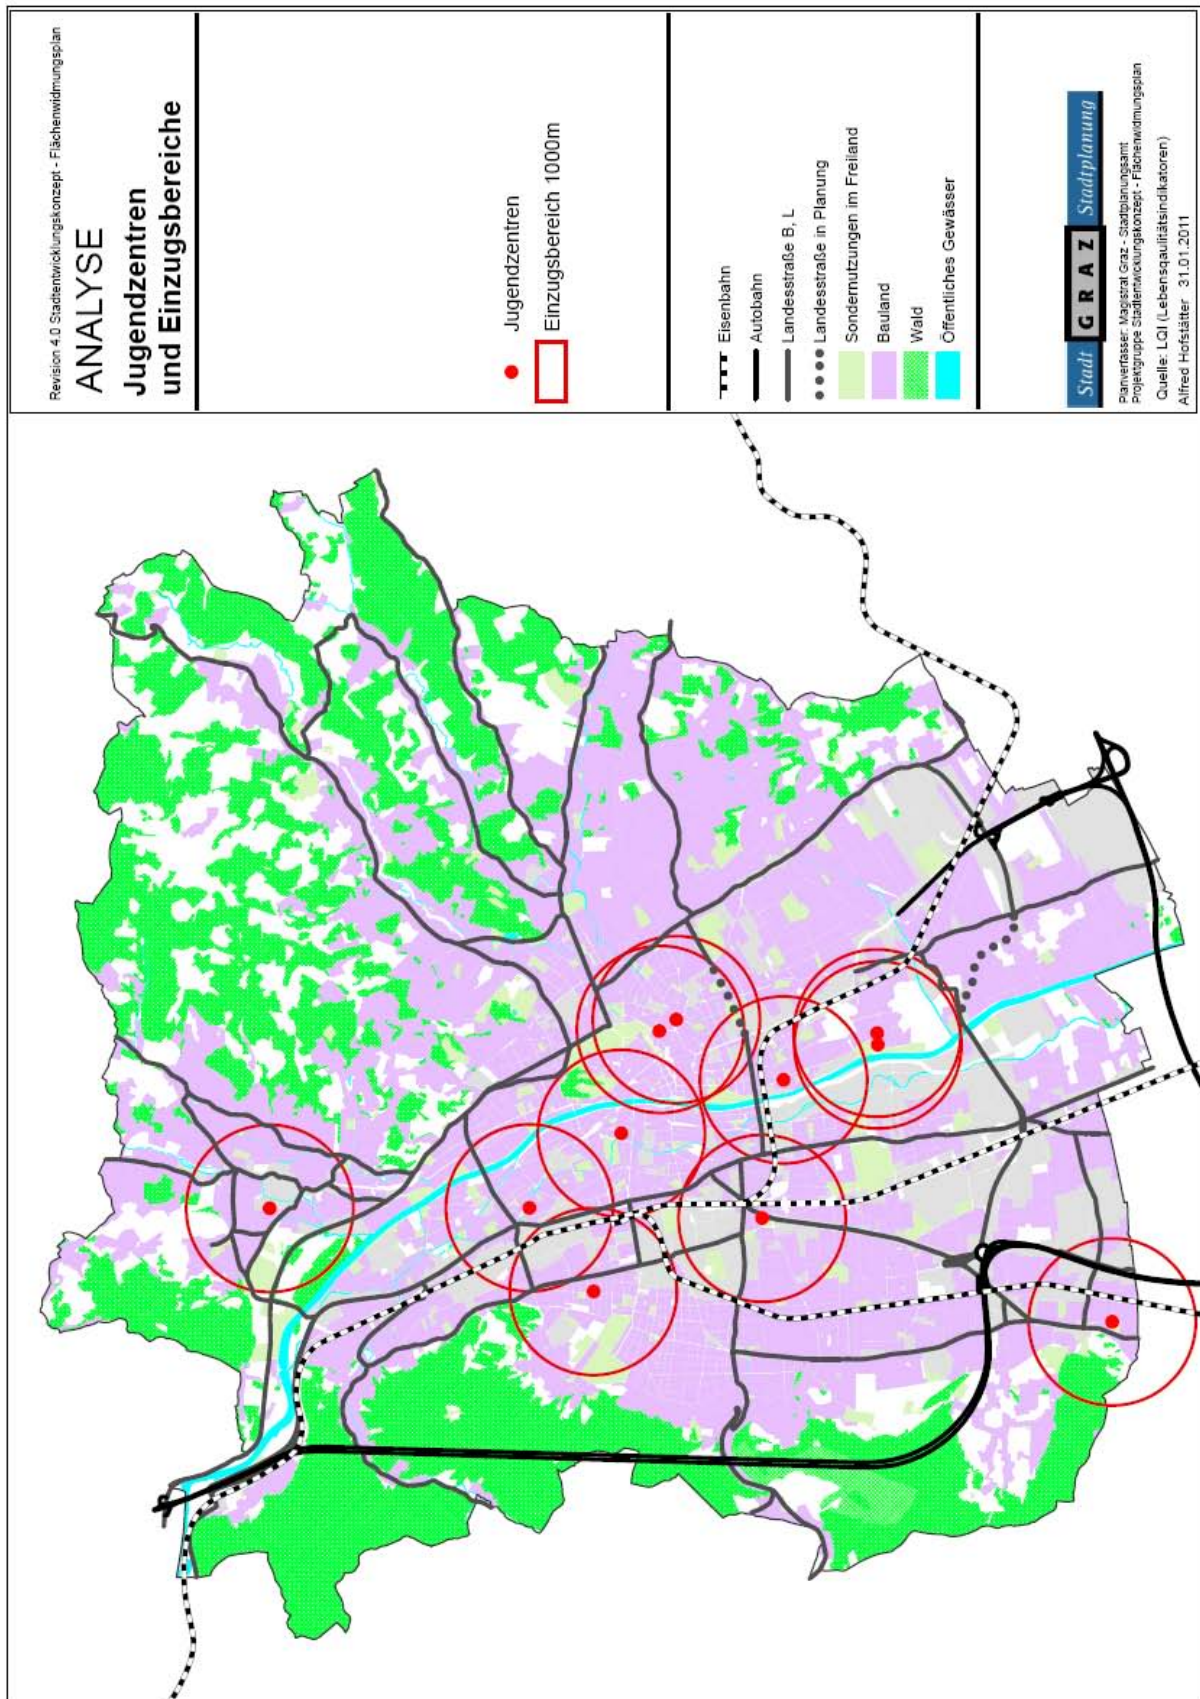 Revision 4.0 Stadtentwicklungskonzept - Flächenwidmungsplan
ANALYSE
Jugendzentren
und Einzugsbereiche
Jugendzentren
Einzugsbereich 1000m
Eisenbahn
Autobahn
Landesstraße B, L
Landesstraße in Planung
Sondernutzungen im Freiland
Bauland
Wald
Öffentliches Gewässer
Stadt GRAZ Stadtplanung
Planverfasser: Magistrat Graz - Stadtplanungsamt
Projektgruppe Stadtentwicklungskonzept - Flächenwidmungsplan
Quelle: LQI (Lebensqaulitätsindikatoren)
Alfred Hofstätter 31.01.2011